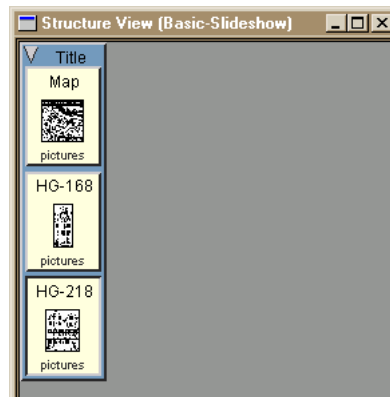 Structure View (Basic-Slideshow)
Title
Map
pictures
HG-168
pictures
HG-218
pictures